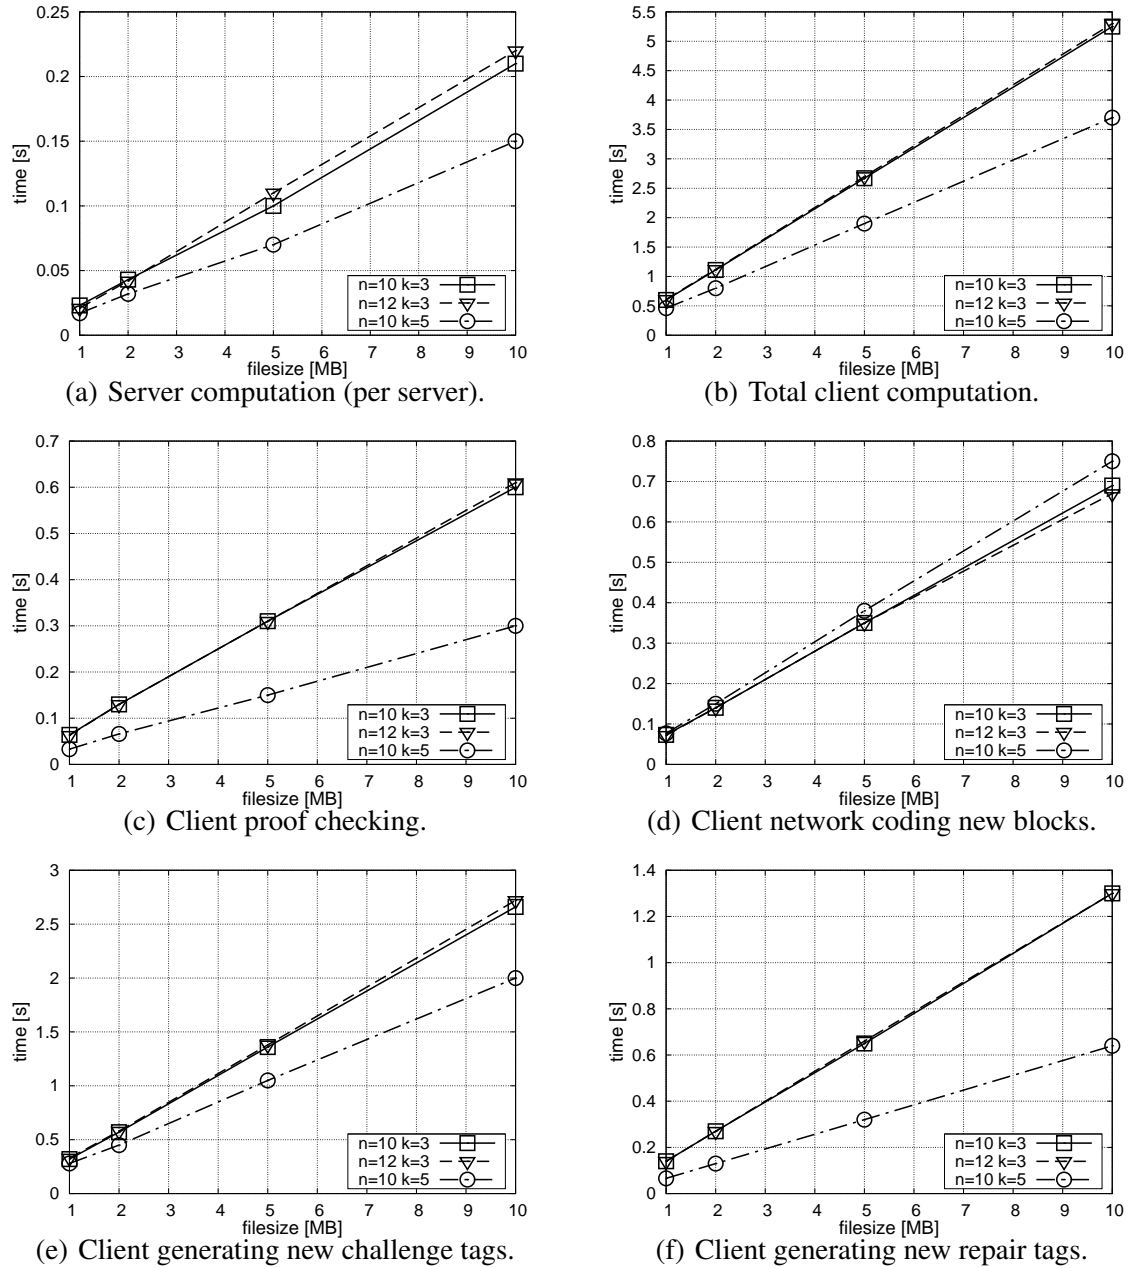 0.25
0.2
0.15
0.1
0.05
0
time [s]
n=10 k=3
n=12 k=3
n=10 k=5
1 2 3 4 5 6 7 8 9 10
filesize [MB]
(a) Server computation (per server).
5.5
5
4.5
4
3.5
3
2.5
2
1.5
1
0.5
0
time [s]
n=10 k=3
n=12 k=3
n=10 k=5
1 2 3 4 5 6 7 8 9 10
filesize [MB]
(b) Total client computation.
0.7
0.6
0.5
0.4
0.3
0.2
0.1
0
time [s]
n=10 k=3
n=12 k=3
n=10 k=5
1 2 3 4 5 6 7 8 9 10
filesize [MB]
(c) Client proof checking.
0.8
0.7
0.6
0.5
0.4
0.3
0.2
0.1
0
time [s]
n=10 k=3
n=12 k=3
n=10 k=5
1 2 3 4 5 6 7 8 9 10
filesize [MB]
(d) Client network coding new blocks.
3
2.5
2
1.5
1
0.5
0
time [s]
n=10 k=3
n=12 k=3
n=10 k=5
1 2 3 4 5 6 7 8 9 10
filesize [MB]
(e) Client generating new challenge tags.
1.4
1.2
1
0.8
0.6
0.4
0.2
0
time [s]
n=10 k=3
n=12 k=3
n=10 k=5
1 2 3 4 5 6 7 8 9 10
filesize [MB]
(f) Client generating new repair tags.